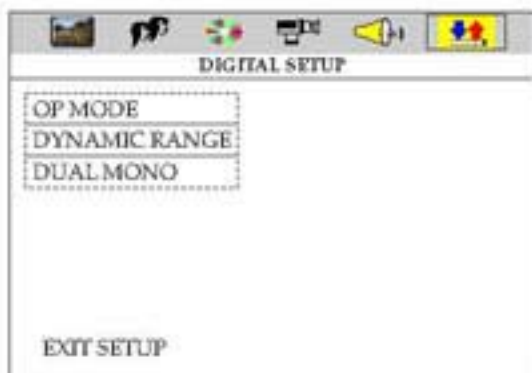 DIGITAL SETUP
OP MODE
DYNAMIC RANGE
DUAL MONO
EXIT SETUP